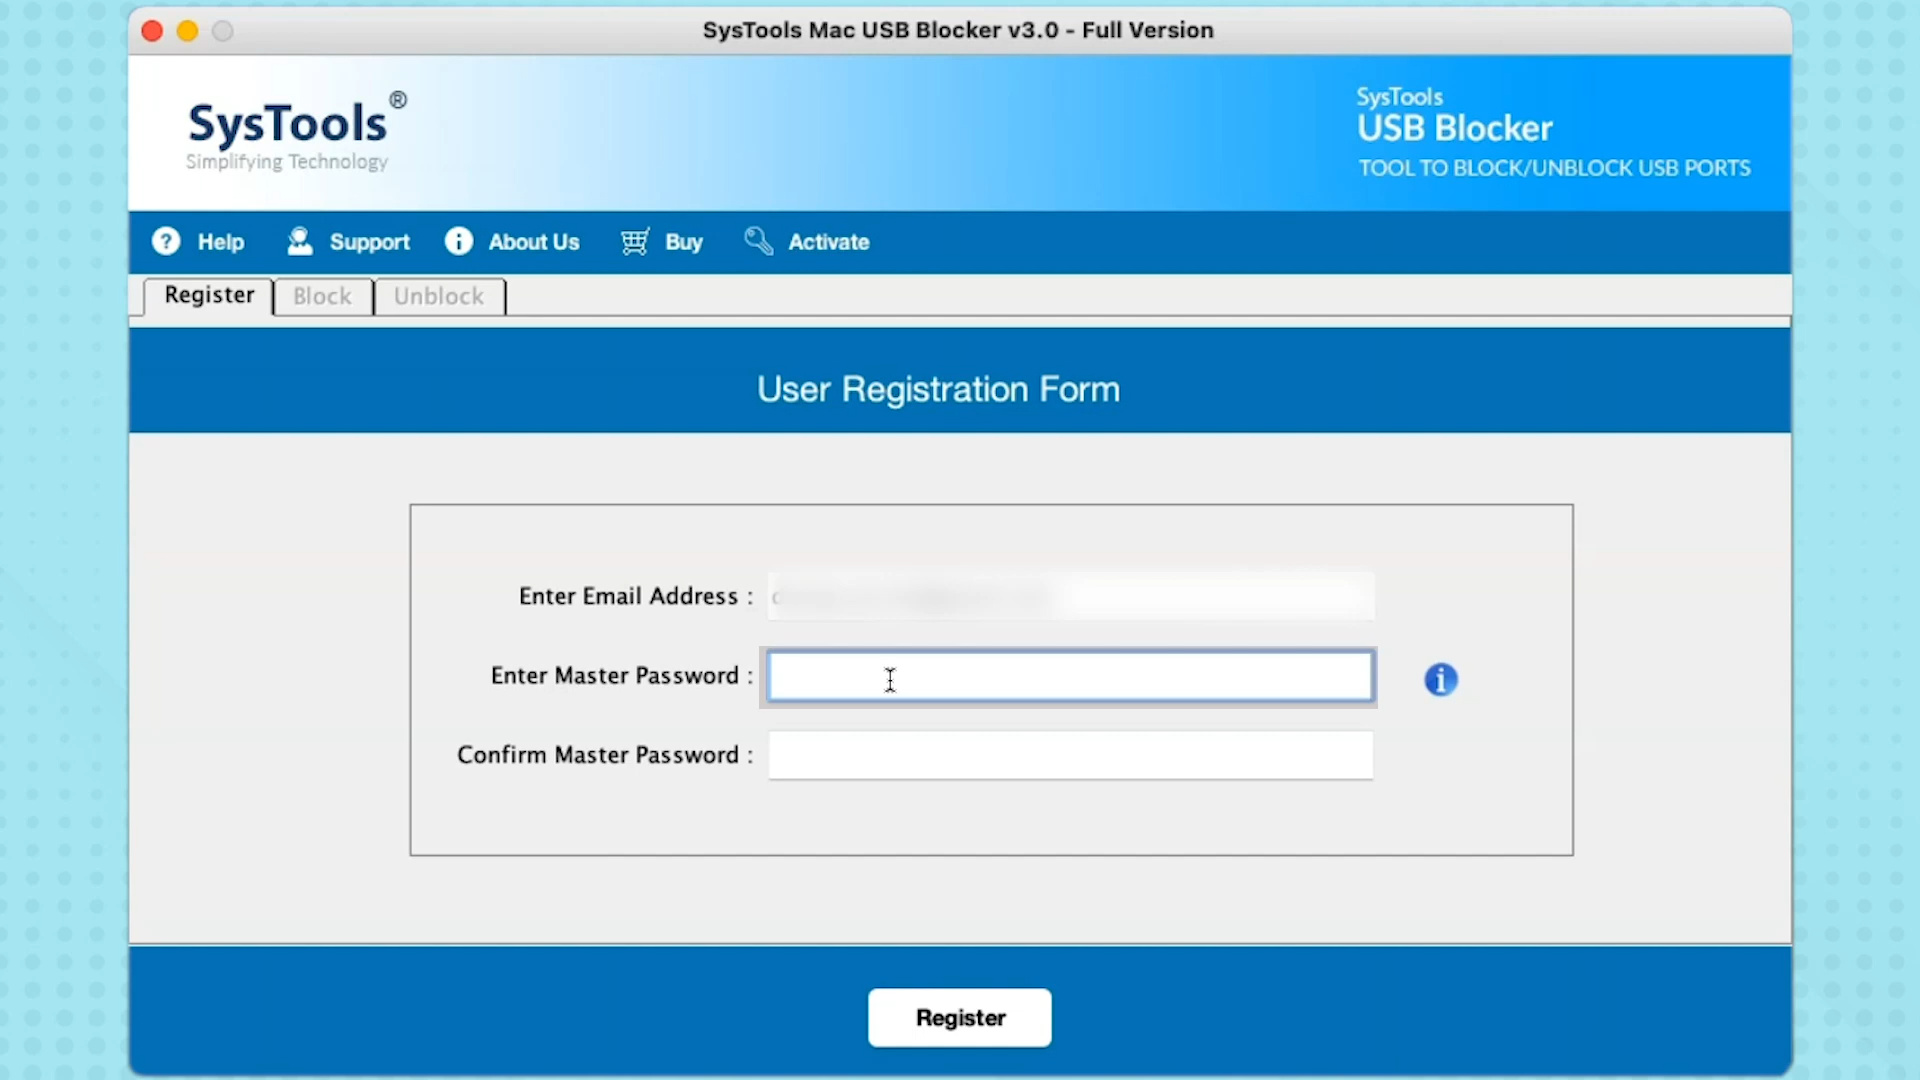 SysTools Mac USB Blocker v3.0 - Full Version
SysTools®
Simplifying Technology
SysTools
USB Blocker
TOOL TO BLOCK/UNBLOCK USB PORTS
? Help Support i About Us Buy Activate
Register Block Unblock
User Registration Form
Enter Email Address :
Enter Master Password : i
Confirm Master Password :
Register